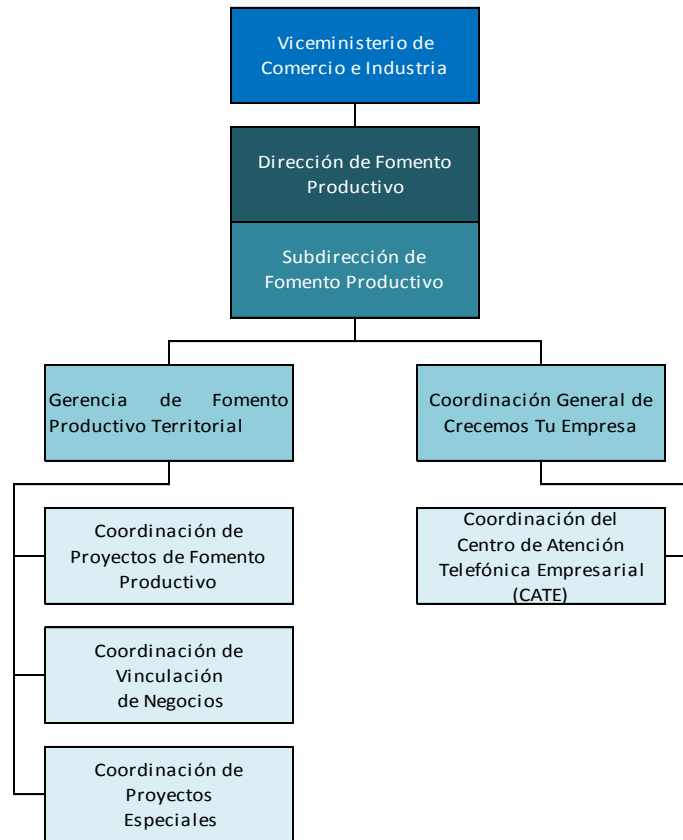 Viceministerio de
Comercio e Industria
Dirección de Fomento
Productivo
Subdirección de
Fomento Productivo
Gerencia de Fomento
Productivo Territorial
Coordinación General de
Crecemos Tu Empresa
Coordinación de
Proyectos de Fomento
Productivo
Coordinación del
Centro de Atención
Telefónica Empresarial
(CATE)
Coordinación de
Vinculación
de Negocios
Coordinación de
Proyectos
Especiales